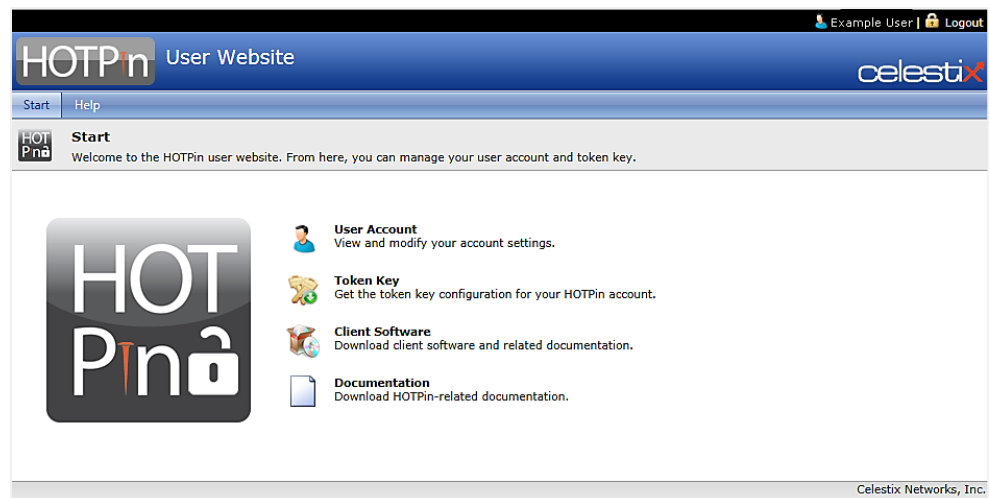 Example User | Logout
HOTPin User Website
celestix
Start Help
HOT
Pin
Start
Welcome to the HOTPin user website. From here, you can manage your user account and token key.
HOT
Pin
User Account
View and modify your account settings.
Token Key
Get the token key configuration for your HOTPin account.
Client Software
Download client software and related documentation.
Documentation
Download HOTPin-related documentation.
Celestix Networks, Inc.